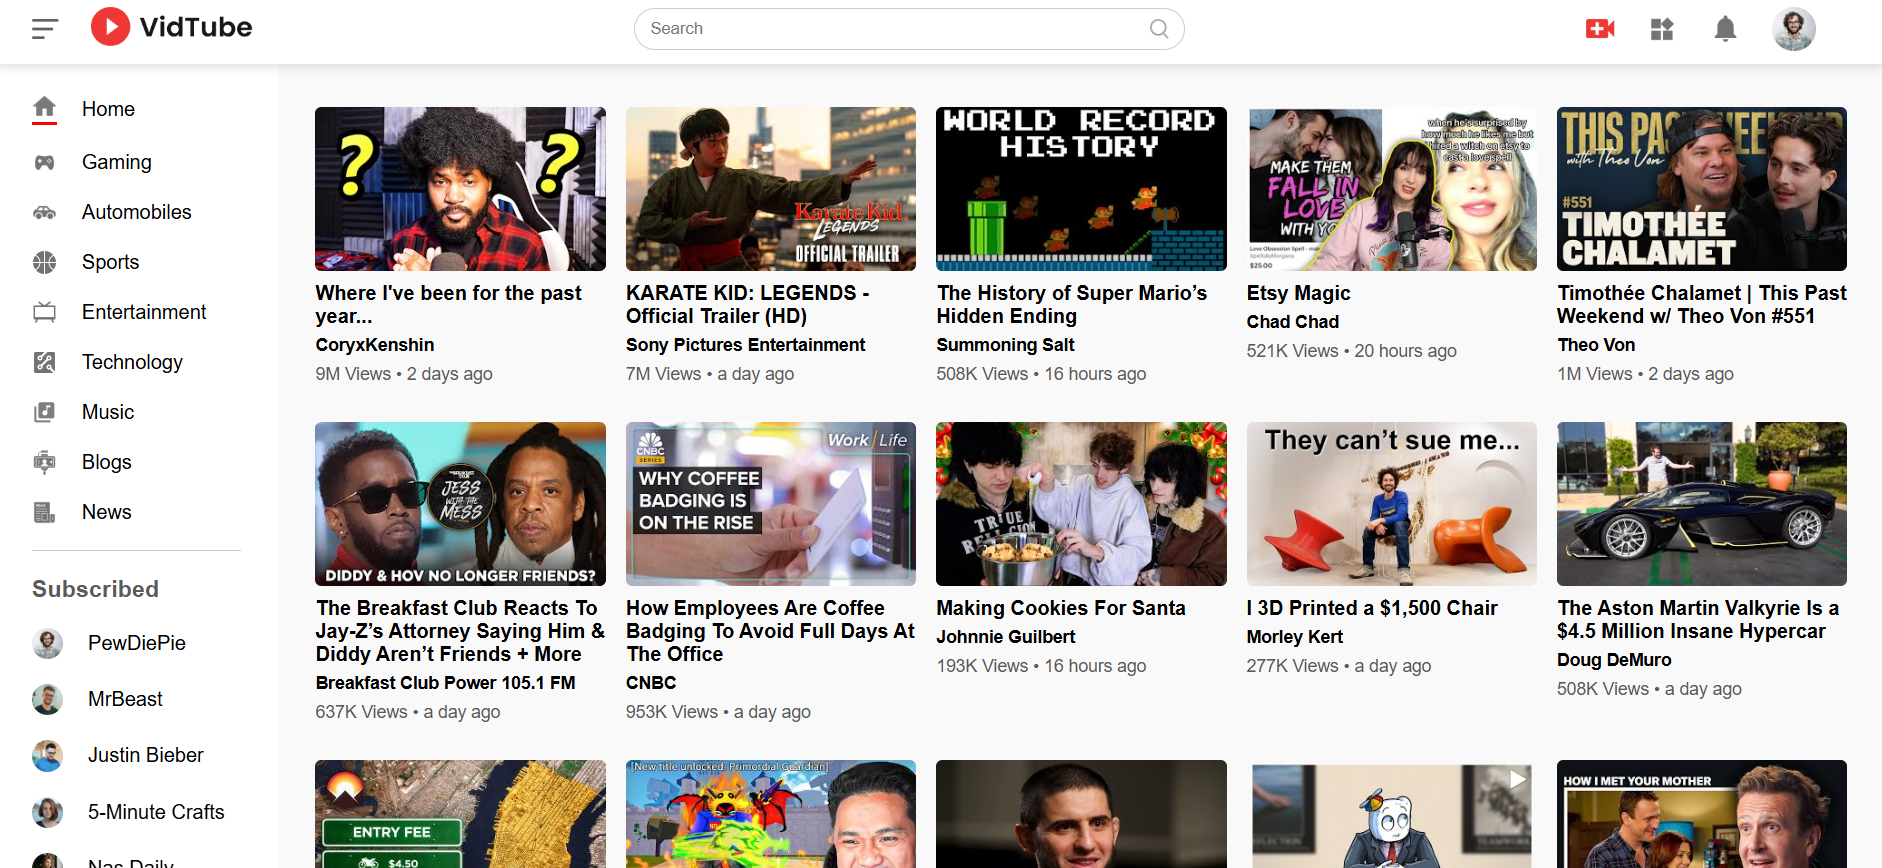 VidTube
Search
Home
Gaming
Automobiles
Sports
Entertainment
Technology
Music
Blogs
News
Subscribed
PewDiePie
MrBeast
Justin Bieber
5-Minute Crafts
Nas Daily
? ?
Where I've been for the past
year...
CoryxKenshin
9M Views • 2 days ago
Karate Kid
LEGENDS
OFFICIAL TRAILER
KARATE KID: LEGENDS -
Official Trailer (HD)
Sony Pictures Entertainment
7M Views • a day ago
WORLD RECORD
HISTORY
The History of Super Mario’s
Hidden Ending
Summoning Salt
508K Views • 16 hours ago
when he's surprised by
how much he likes me but
i hired a witch on etsy to
cast a love spell
MAKE THEM
FALL IN
LOVE
WITH
Love Obsession Spell -
SpellsByMorgana
$25.00
Etsy Magic
Chad Chad
521K Views • 20 hours ago
THIS PAST WEEKEND
with Theo Von
#551
TIMOTHÉE
CHALAMET
Timothée Chalamet | This Past
Weekend w/ Theo Von #551
Theo Von
1M Views • 2 days ago
JESS
WITH THE
MESS
DIDDY & HOV NO LONGER FRIENDS?
The Breakfast Club Reacts To
Jay-Z’s Attorney Saying Him &
Diddy Aren’t Friends + More
Breakfast Club Power 105.1 FM
637K Views • a day ago
CNBC
SERIES
Work / Life
WHY COFFEE
BADGING IS
ON THE RISE
How Employees Are Coffee
Badging To Avoid Full Days At
The Office
CNBC
953K Views • a day ago
TRUE
RELIGION
Making Cookies For Santa
Johnnie Guilbert
193K Views • 16 hours ago
They can’t sue me...
I 3D Printed a $1,500 Chair
Morley Kert
277K Views • a day ago
The Aston Martin Valkyrie Is a
$4.5 Million Insane Hypercar
Doug DeMuro
508K Views • a day ago
ENTRY FEE
$4.50
[New title unlocked: Primordial Guardian]
TEAMWORK
HOW I MET YOUR MOTHER